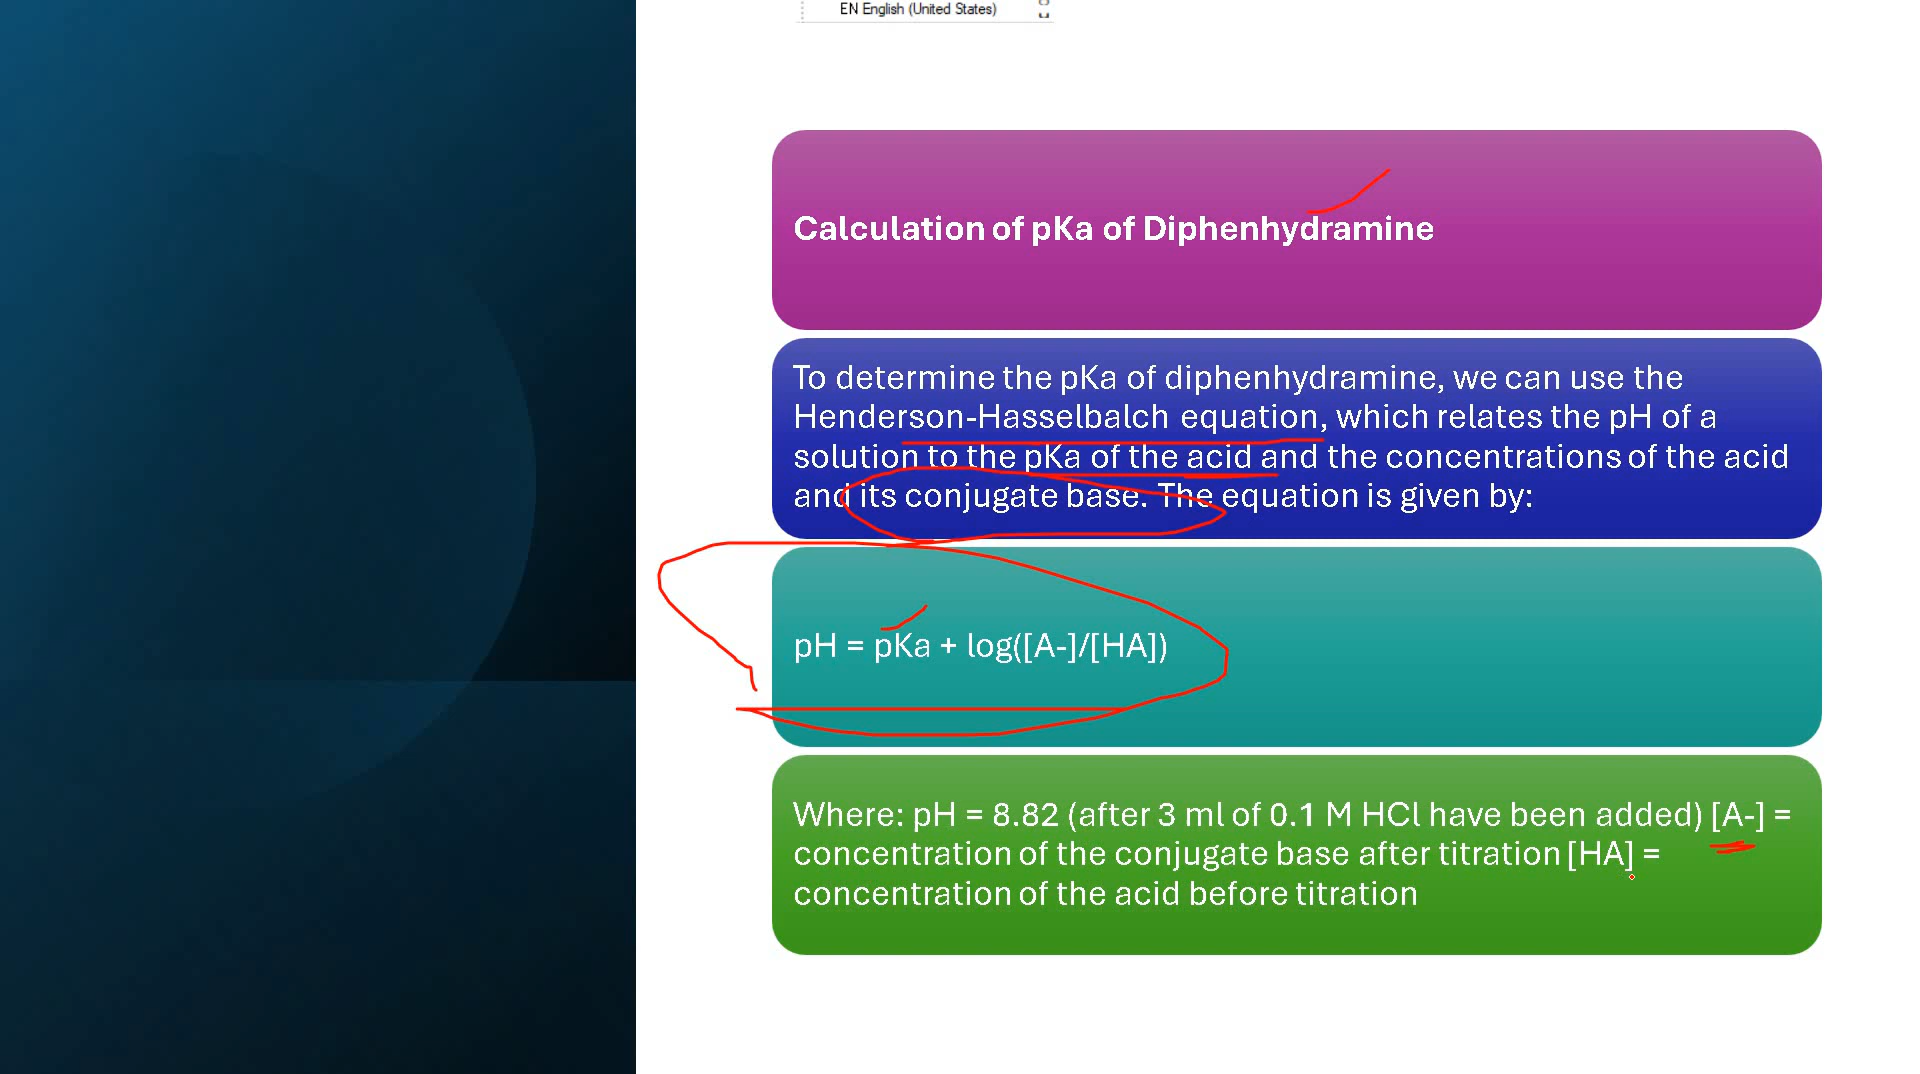 EN English (United States)
Calculation of pKa of Diphenhydramine
To determine the pKa of diphenhydramine, we can use the
Henderson-Hasselbalch equation, which relates the pH of a
solution to the pKa of the acid and the concentrations of the acid
and its conjugate base. The equation is given by:
pH = pKa + log([A-]/[HA])
Where: pH = 8.82 (after 3 ml of 0.1 M HCl have been added) [A-] =
concentration of the conjugate base after titration [HA] =
concentration of the acid before titration